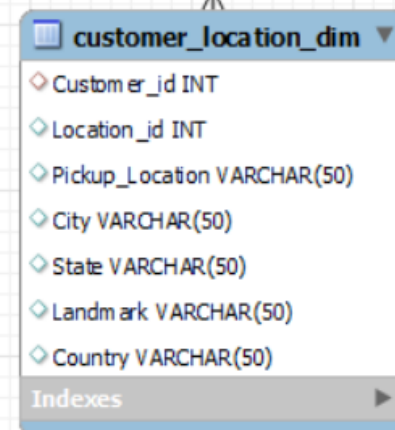 customer_location_dim
Customer_id INT
Location_id INT
Pickup_Location VARCHAR(50)
City VARCHAR(50)
State VARCHAR(50)
Landmark VARCHAR(50)
Country VARCHAR(50)
Indexes